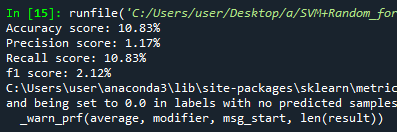 In [15]: runfile('C:/Users/user/Desktop/a/SVM+Random_for
Accuracy score: 10.83%
Precision score: 1.17%
Recall score: 10.83%
f1 score: 2.12%
C:\Users\user\anaconda3\lib\site-packages\sklearn\metric
and being set to 0.0 in labels with no predicted samples
_warn_prf(average, modifier, msg_start, len(result))